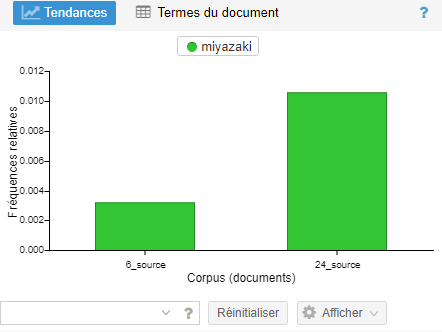 Tendances Termes du document ?
miyazaki
0.012
0.010
0.008
0.006
0.004
0.002
0.000
Fréquences relatives
6_source 24_source
Corpus (documents)
? Réinitialiser Afficher